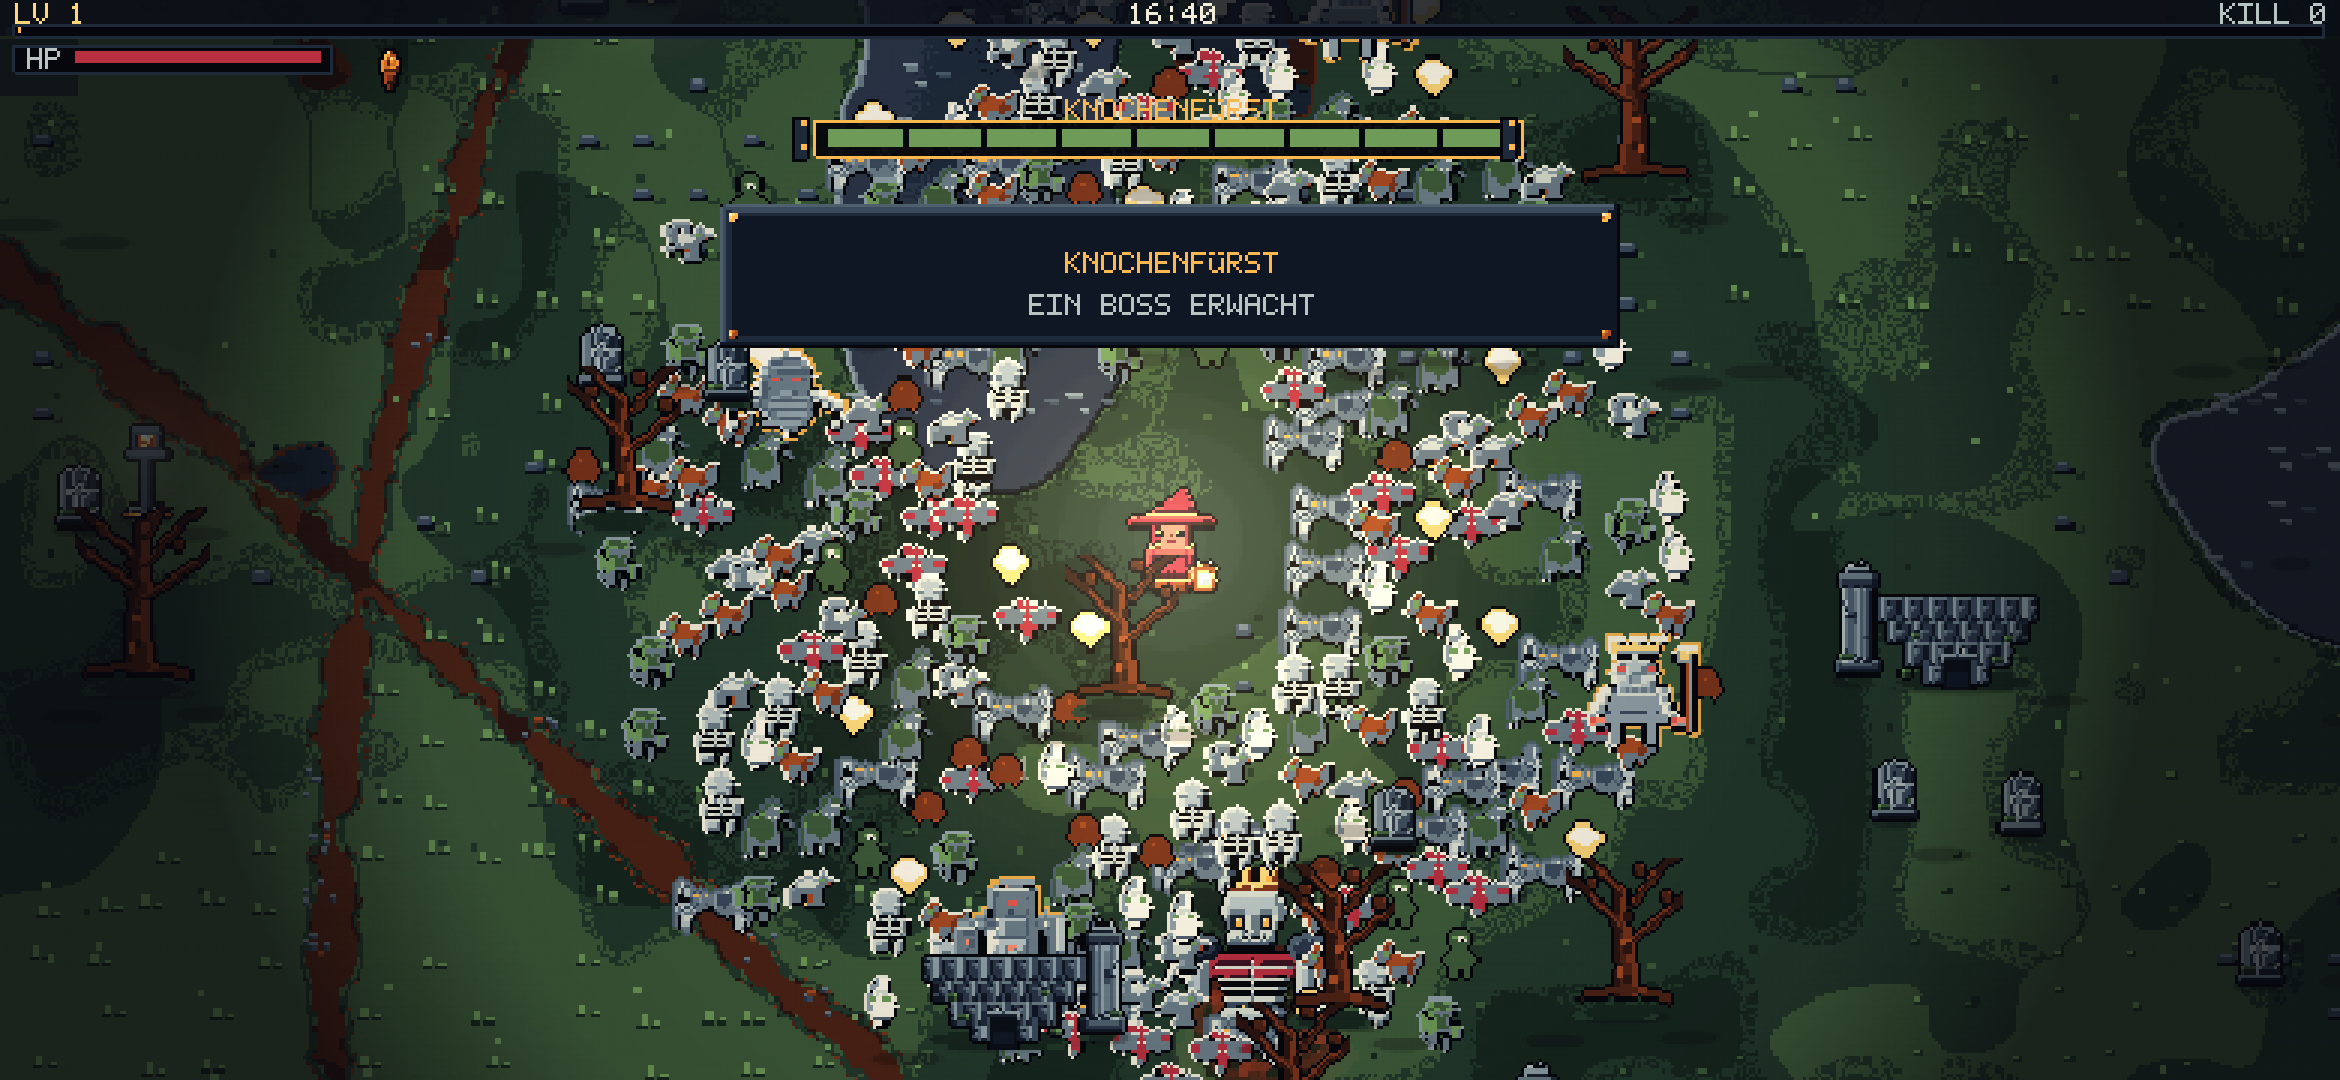 LV 1
16:40
KILL 0
HP
KNOCHENFÜRST
KNOCHENFÜRST
EIN BOSS ERWACHT